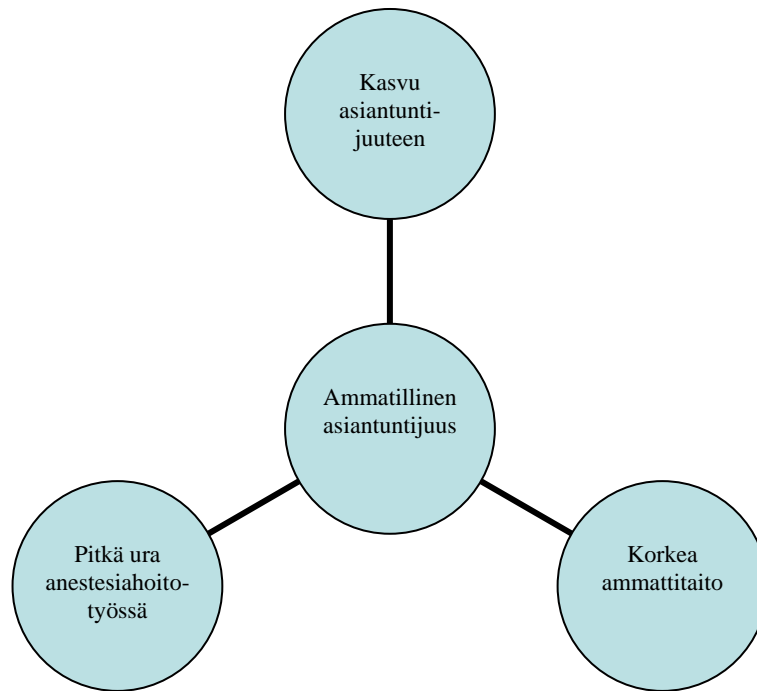 Kasvu
asiantunti-
juuteen
Ammatillinen
asiantuntijuus
Pitkä ura
anestesiahoito-
työssä
Korkea
ammattitaito